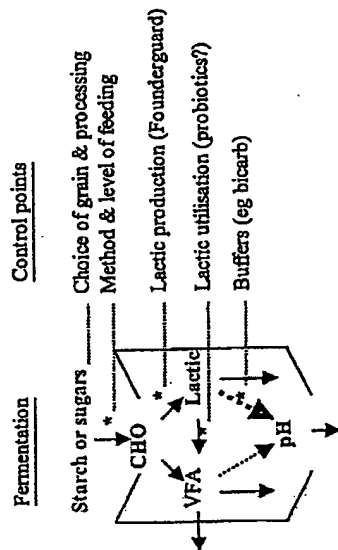 Fermentation
Control points
Starch or sugars
Choice of grain & processing
Method & level of feeding
CHO
Lactic production (Founderguard)
VFA
Lactic
Lactic utilisation (probiotics?)
pH
Buffers (eg bicarb)